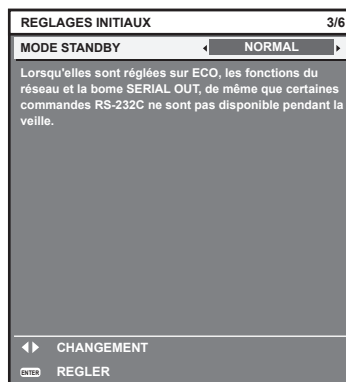 REGLAGES INITIAUX 3/6
MODE STANDBY NORMAL
Lorsqu'elles sont réglées sur ECO, les fonctions du
réseau et la bome SERIAL OUT, de même que certaines
commandes RS-232C ne sont pas disponible pendant la
veille.
CHANGEMENT
ENTER REGLER